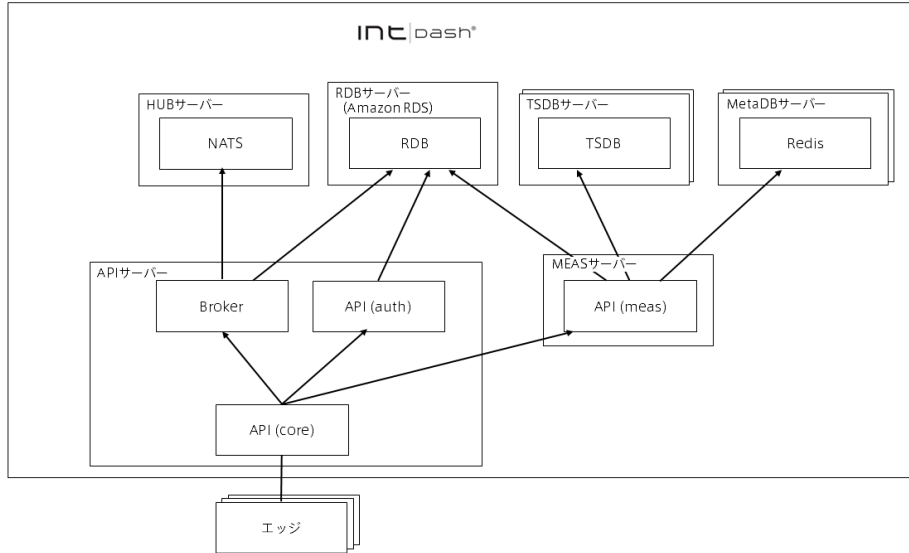 INt|DASH®
HUBサーバー
NATS
RDBサーバー
(Amazon RDS)
RDB
TSDBサーバー
TSDB
MetaDBサーバー
Redis
APIサーバー
Broker
API (auth)
MEASサーバー
API (meas)
API (core)
エッジ